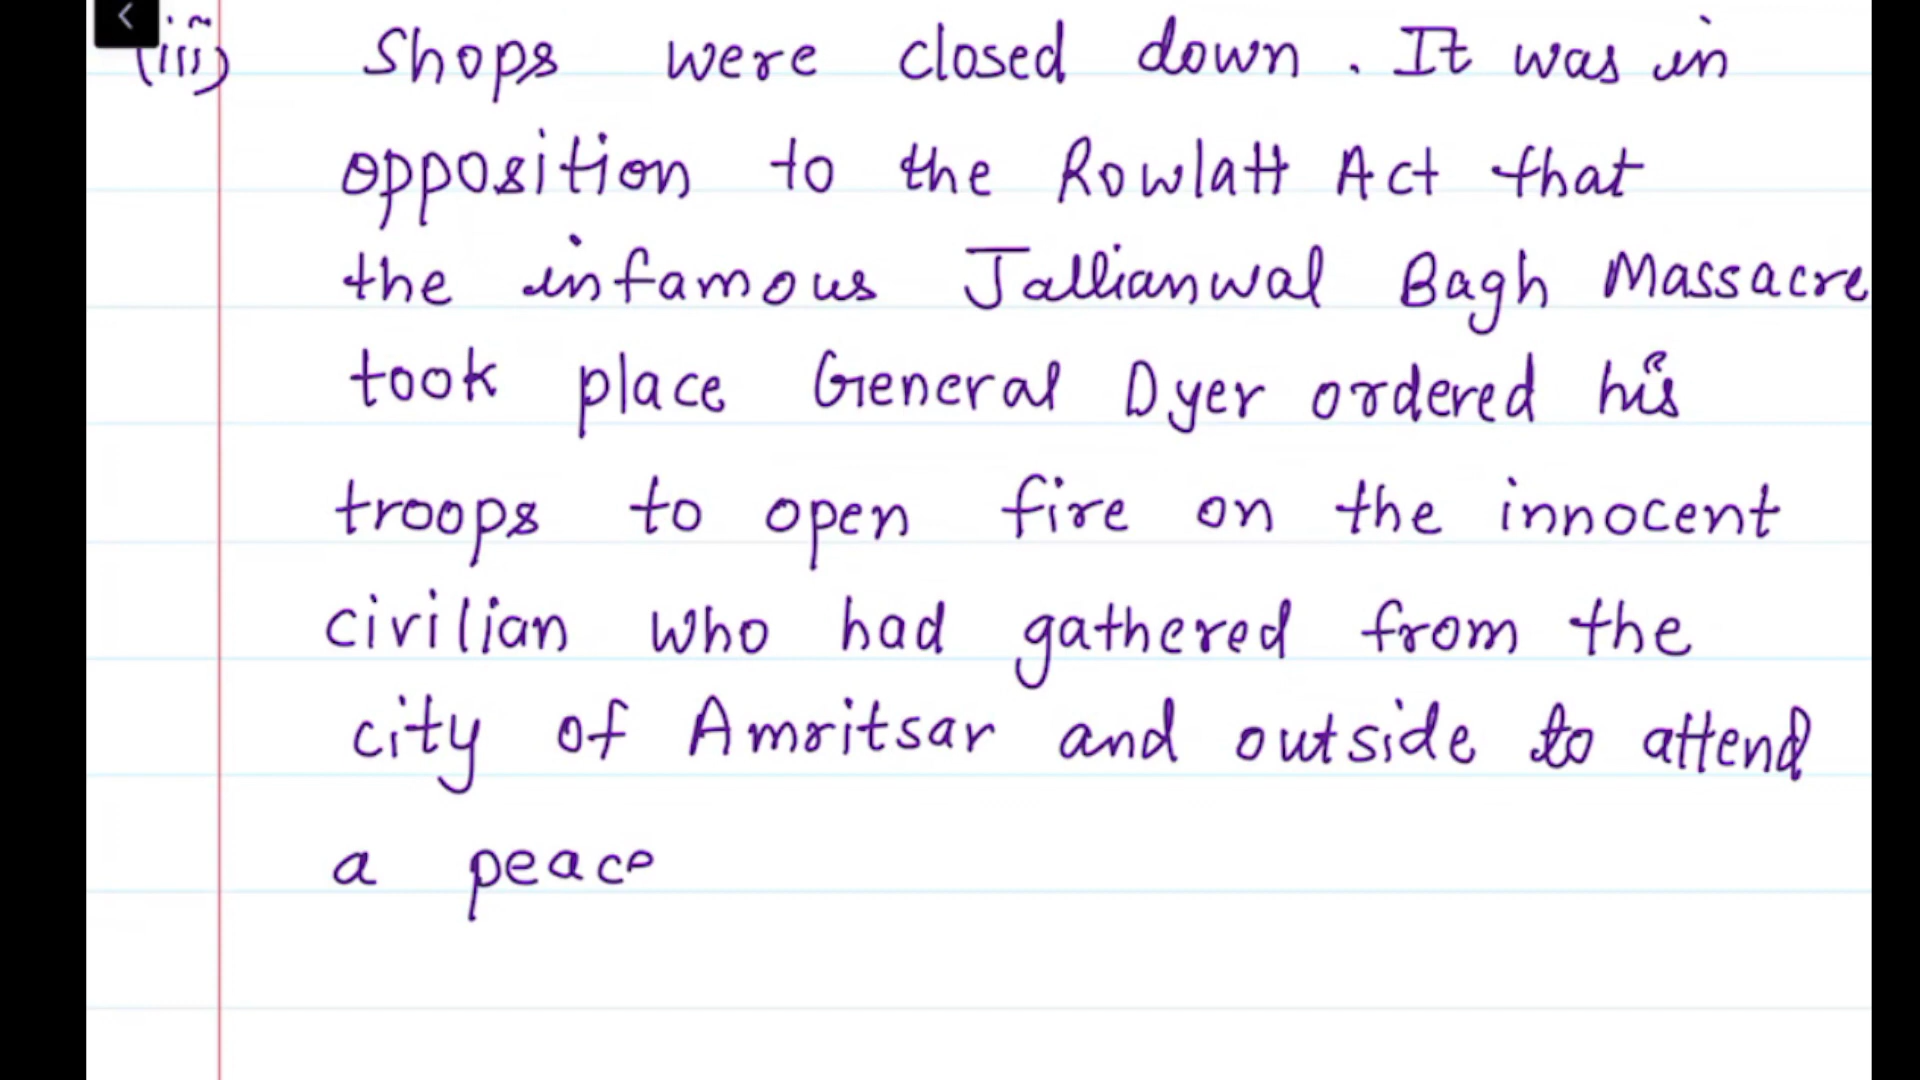 (iii) Shops were closed down. It was in
opposition to the Rowlatt Act that
the infamous Jallianwal Bagh Massacre
took place General Dyer ordered his
troops to open fire on the innocent
civilian who had gathered from the
city of Amritsar and outside to attend
a peace